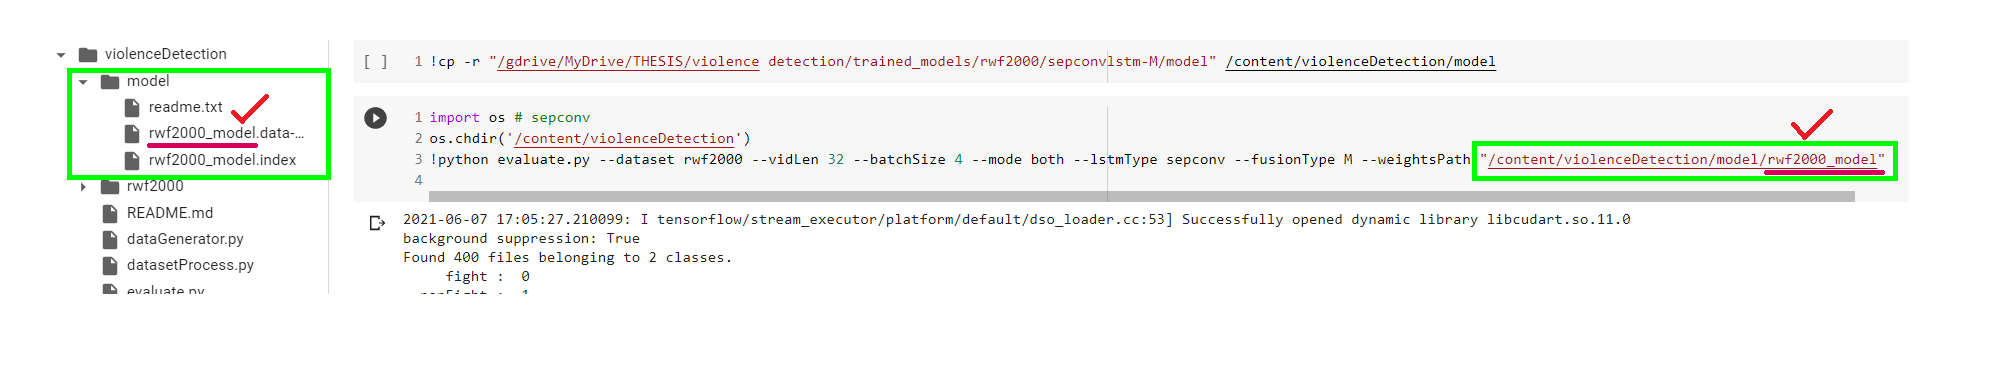 violenceDetection
model
readme.txt
rwf2000_model.data-...
rwf2000_model.index
rwf2000
README.md
dataGenerator.py
datasetProcess.py
evaluate.py
[ ] 1 !cp -r "/gdrive/MyDrive/THESIS/violence detection/trained_models/rwf2000/sepconvlstm-M/model" /content/violenceDetection/model
1 import os # sepconv
2 os.chdir('/content/violenceDetection')
3 !python evaluate.py --dataset rwf2000 --vidLen 32 --batchSize 4 --mode both --lstmType sepconv --fusionType M --weightsPath "/content/violenceDetection/model/rwf2000_model"
4
2021-06-07 17:05:27.210099: I tensorflow/stream_executor/platform/default/dso_loader.cc:53] Successfully opened dynamic library libcudart.so.11.0
background suppression: True
Found 400 files belonging to 2 classes.
fight : 0
nonFight : 1